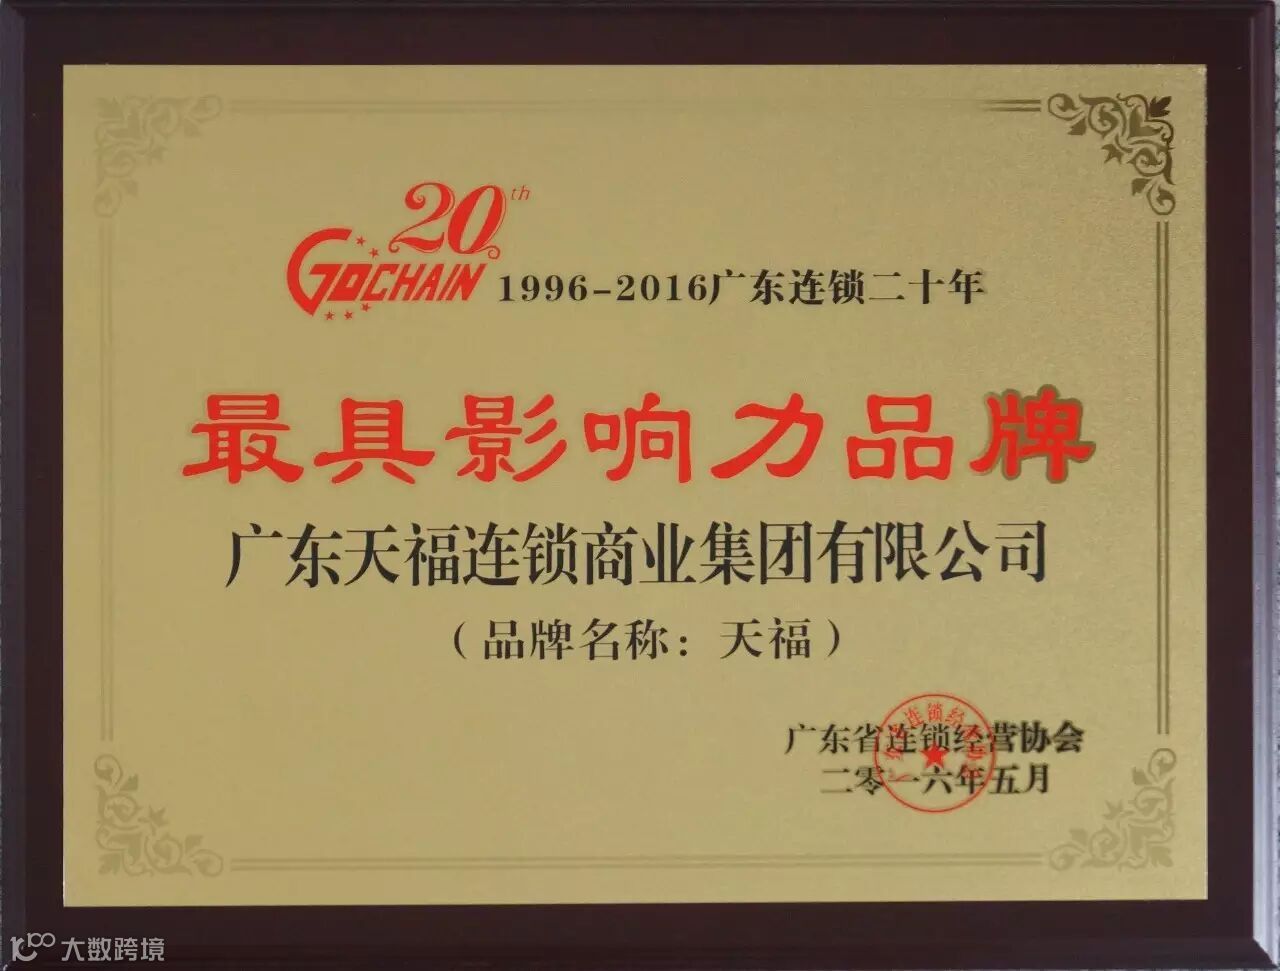 20th
GOCHAIN 1996-2016广东连锁二十年
最具影响力品牌
广东天福连锁商业集团有限公司
（品牌名称：天福）
广东省连锁经营协会
二零一六年五月
大数跨境